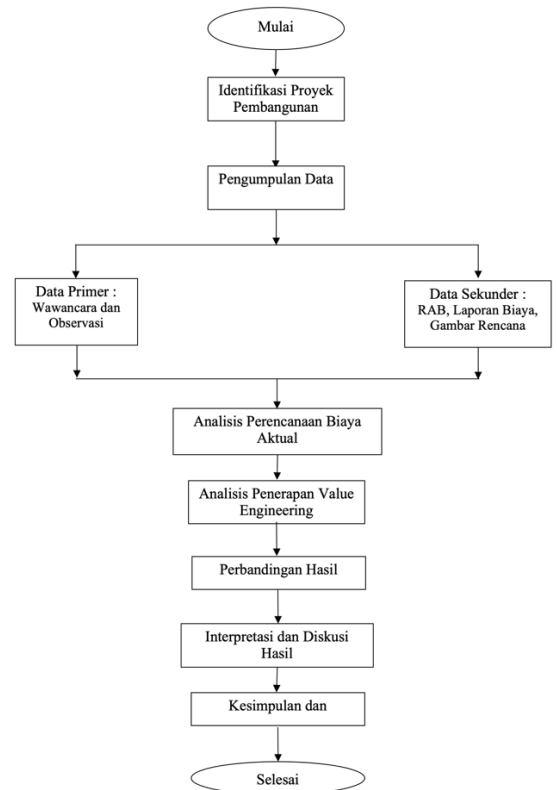 Mulai
Identifikasi Proyek
Pembangunan
Pengumpulan Data
Data Primer :
Wawancara dan
Observasi
Data Sekunder :
RAB, Laporan Biaya,
Gambar Rencana
Analisis Perencanaan Biaya
Aktual
Analisis Penerapan Value
Engineering
Perbandingan Hasil
Interpretasi dan Diskusi
Hasil
Kesimpulan dan
Selesai